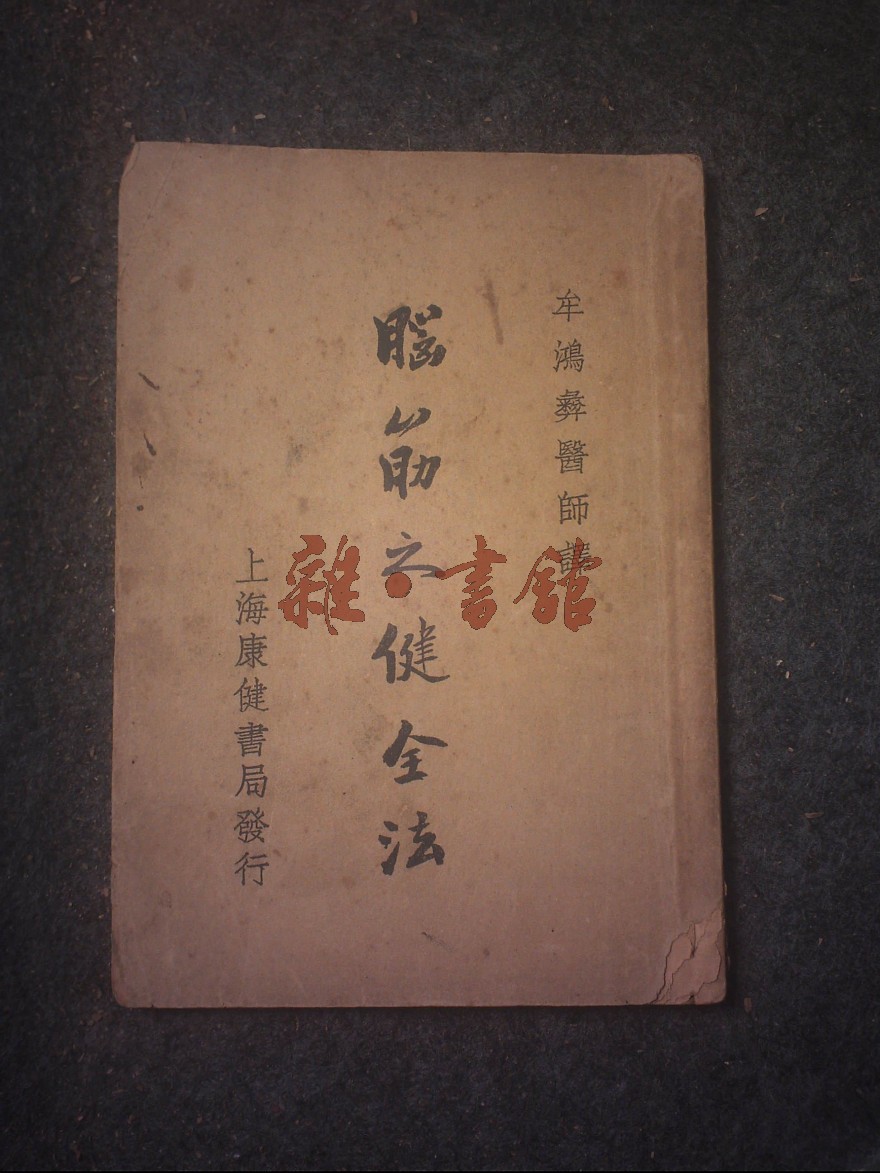 牟鴻彝醫師講
腦筋之健全法
上海康健書局發行
雜·書館